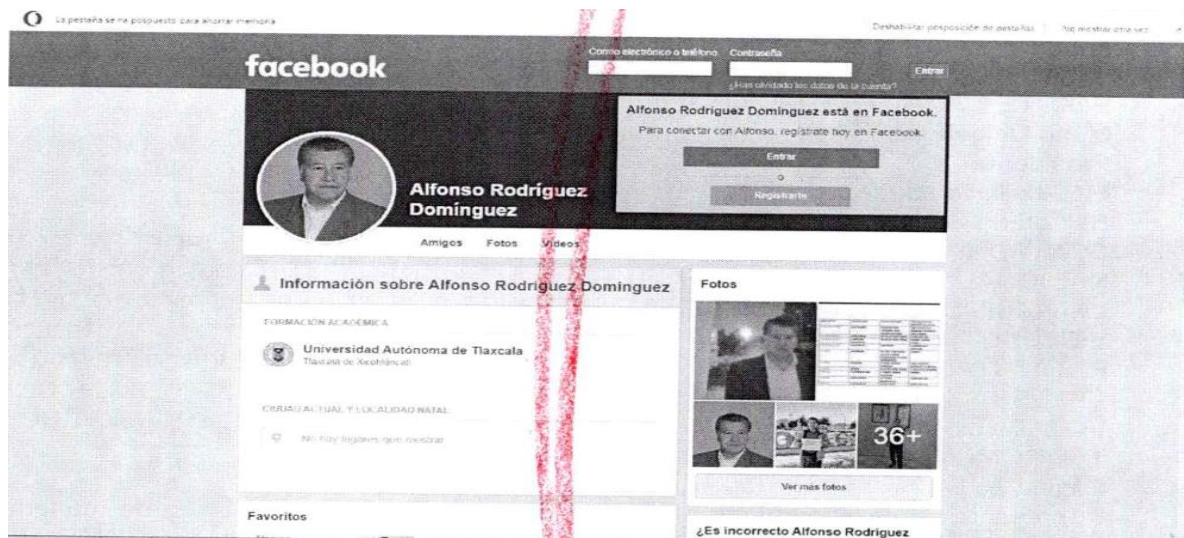 La pestaña se ha pospuesto para ahorrar memoria
Deshabilitar posposición de pestañas
No mostrar otra vez
facebook
Correo electrónico o teléfono
Contraseña
Entrar
¿Has olvidado los datos de la cuenta?
Alfonso Rodríguez Domínguez está en Facebook.
Para conectar con Alfonso, regístrate hoy en Facebook.
Entrar
o
Registrarte
Alfonso Rodríguez
Domínguez
Amigos Fotos Vídeos
Información sobre Alfonso Rodríguez Domínguez
FORMACIÓN ACADÉMICA
Universidad Autónoma de Tlaxcala
Tlaxcala de Xicohténcatl
CIUDAD ACTUAL Y LOCALIDAD NATAL
No hay lugares que mostrar
Favoritos
Fotos
36+
Ver más fotos
¿Es incorrecto Alfonso Rodríguez